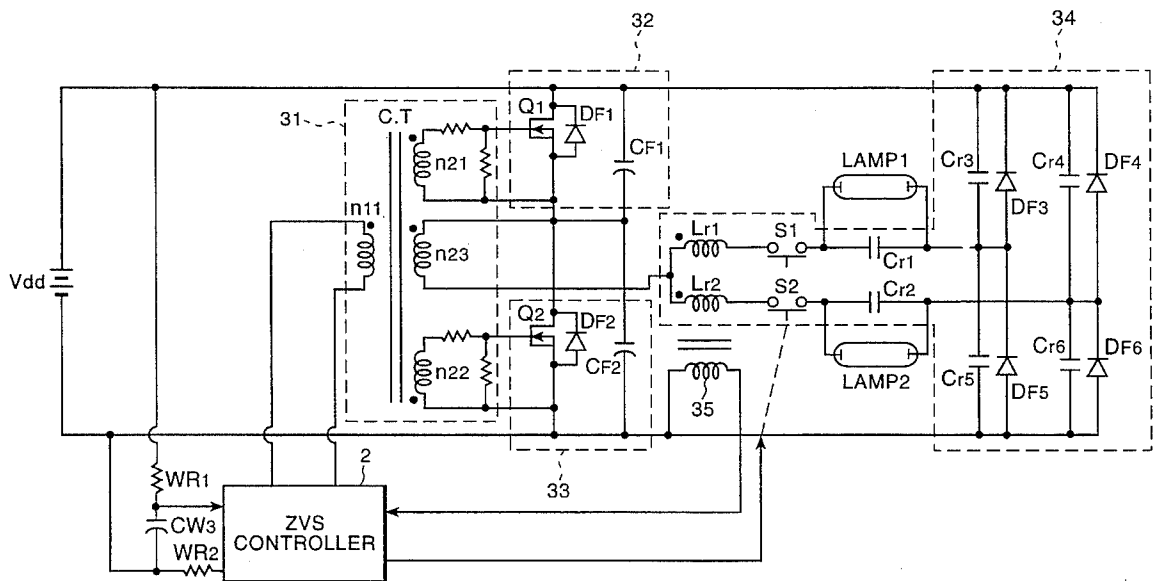 32
34
31
C.T
Q1
DF1
CF1
n21
n11
n23
Vdd
LAMP1
Cr3
Cr4
DF4
DF3
Lr1
S1
Cr1
Lr2
S2
Cr2
Q2
DF2
CF2
n22
35
LAMP2
Cr5
DF5
Cr6
DF6
33
2
WR1
CW3
WR2
ZVS
CONTROLLER